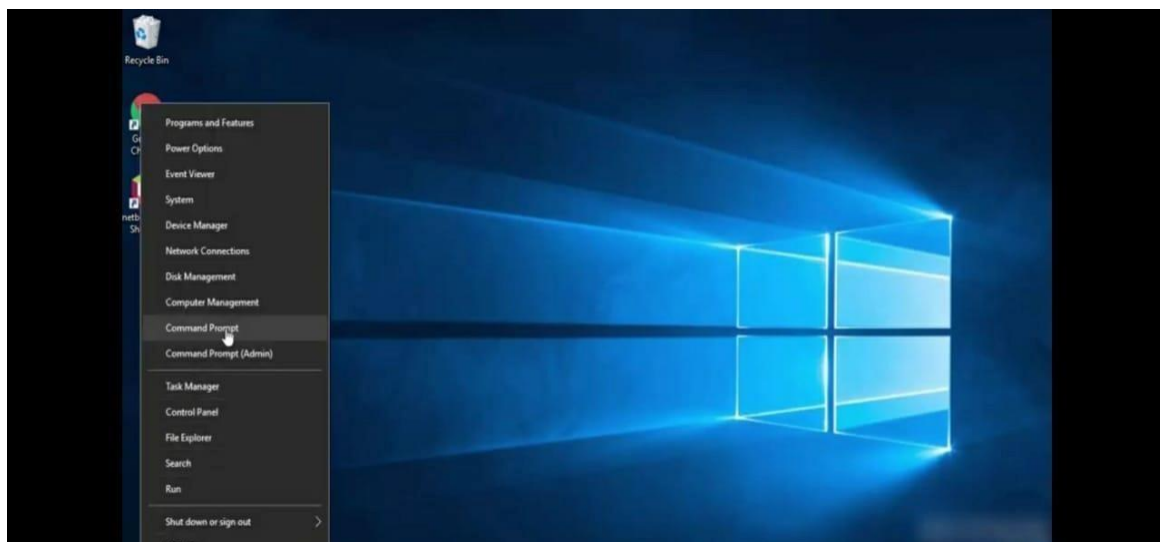 Recycle Bin
Programs and Features
Power Options
Event Viewer
System
Device Manager
Network Connections
Disk Management
Computer Management
Command Prompt
Command Prompt (Admin)
Task Manager
Control Panel
File Explorer
Search
Run
Shut down or sign out